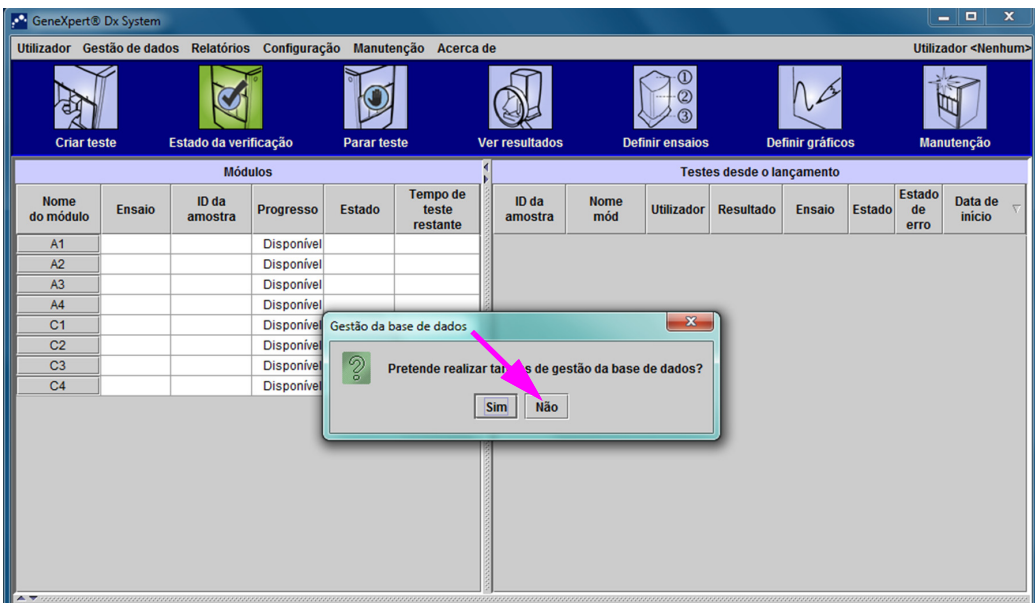 GeneXpert® Dx System
Utilizador Gestão de dados Relatórios Configuração Manutenção Acerca de Utilizador <Nenhum>
Criar teste Estado da verificação Parar teste Ver resultados Definir ensaios Definir gráficos Manutenção
① 
②
③
Módulos
Nome do módulo Ensaio ID da amostra Progresso Estado Tempo de teste restante
A1 Disponível
A2 Disponível
A3 Disponível
A4 Disponível
C1 Disponível
C2 Disponível
C3 Disponível
C4 Disponível
Testes desde o lançamento
ID da amostra Nome mód Utilizador Resultado Ensaio Estado Estado de erro Data de início
Gestão da base de dados
Pretende realizar de gestão da base de dados?
Sim Não